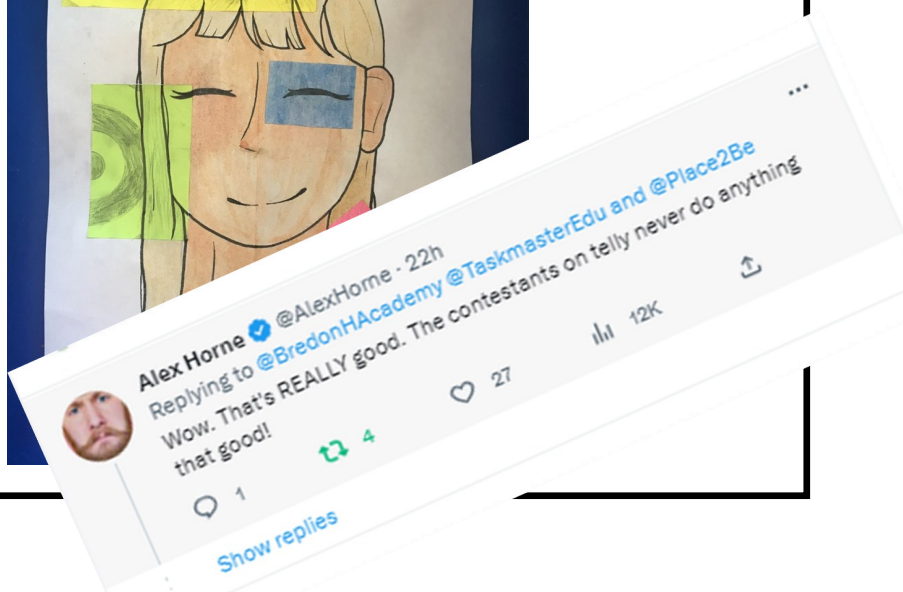 Alex Horne @AlexHorne · 22h
Replying to @BredonHAcademy @TaskmasterEdu and @Place2Be
Wow. That's REALLY good. The contestants on telly never do anything
that good!
1 4 27 12K
Show replies